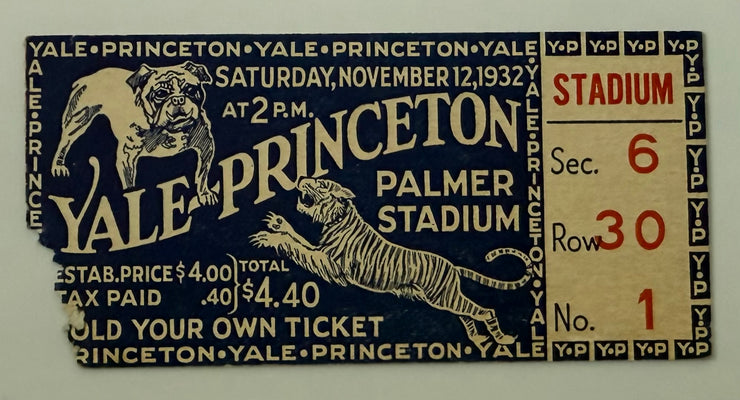 YALE•PRINCETON•YALE•PRINCETON•YALE
YALE•PRINCE
SATURDAY, NOVEMBER 12, 1932
AT 2 P.M.
YALE-PRINCETON
PALMER
STADIUM
ESTAB. PRICE $4.00
TAX PAID .40
TOTAL
$4.40
OLD YOUR OWN TICKET
RINCETON•YALE•PRINCETON•YALE
YALE•PRINCETON•YAL
Y•P Y•P Y•P Y•P
STADIUM
Sec. 6
Row 30
No. 1
Y•P
Y•P
Y•P
Y•P
Y•P
Y•P
Y•P Y•P Y•P Y•P